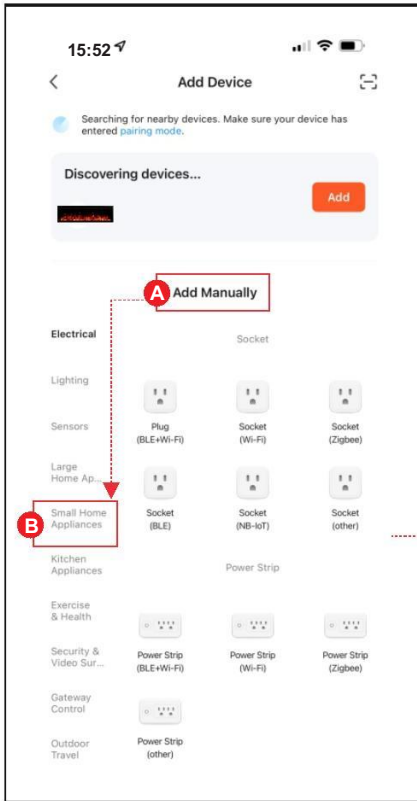 15:52
Add Device
Searching for nearby devices. Make sure your device has
entered pairing mode.
Discovering devices...
Add
A
Add Manually
Electrical
Lighting
Sensors
Large
Home Ap...
B
Small Home
Appliances
Kitchen
Appliances
Exercise
& Health
Security &
Video Sur...
Gateway
Control
Outdoor
Travel
Socket
Plug
(BLE+Wi-Fi)
Socket
(Wi-Fi)
Socket
(Zigbee)
Socket
(BLE)
Socket
(NB-IoT)
Socket
(other)
Power Strip
Power Strip
(BLE+Wi-Fi)
Power Strip
(Wi-Fi)
Power Strip
(Zigbee)
Power Strip
(other)